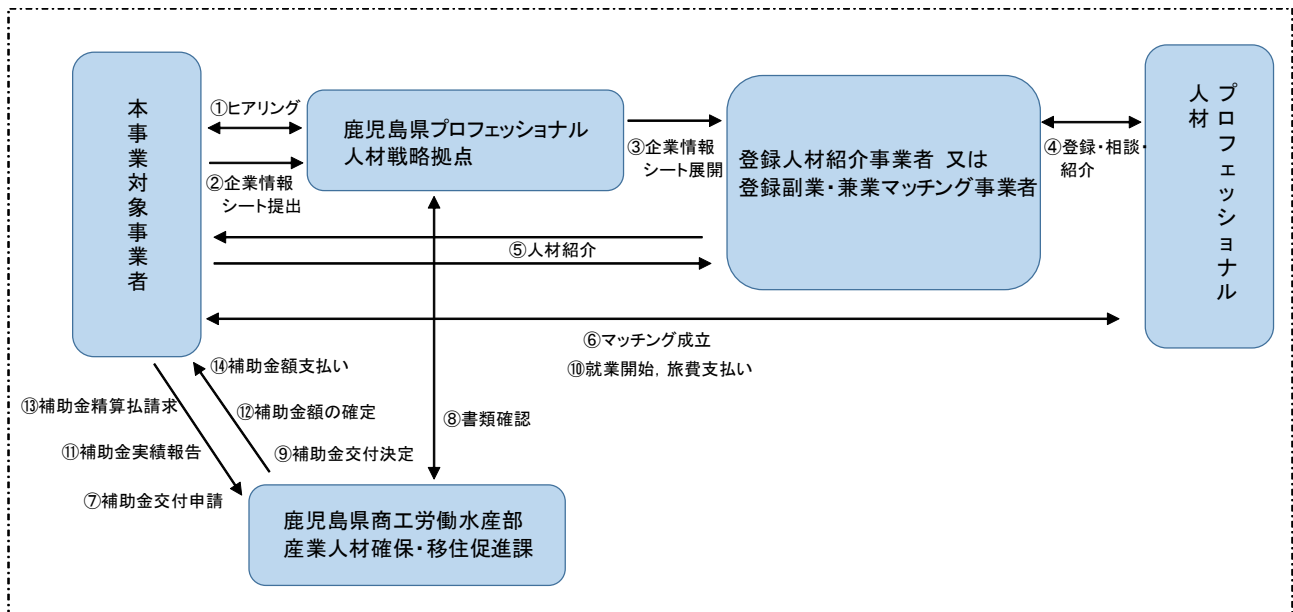 本事業対象事業者
①ヒアリング
②企業情報
シート提出
鹿児島県プロフェッショナル
人材戦略拠点
③企業情報
シート展開
登録人材紹介事業者 又は
登録副業・兼業マッチング事業者
④登録・相談・
紹介
プロフェッショナル
人材
⑤人材紹介
⑥マッチング成立
⑩就業開始, 旅費支払い
⑭補助金額支払い
⑬補助金精算払請求
⑫補助金額の確定
⑧書類確認
⑪補助金実績報告
⑨補助金交付決定
⑦補助金交付申請
鹿児島県商工労働水産部
産業人材確保・移住促進課